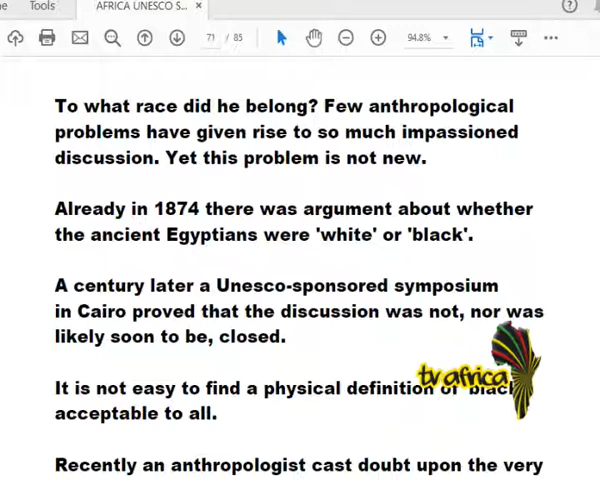 Tools
AFRICA UNESCO S... ×
71 / 85
94.8%
To what race did he belong? Few anthropological
problems have given rise to so much impassioned
discussion. Yet this problem is not new.
Already in 1874 there was argument about whether
the ancient Egyptians were 'white' or 'black'.
A century later a Unesco-sponsored symposium
in Cairo proved that the discussion was not, nor was
likely soon to be, closed.
It is not easy to find a physical definition of 'black'
tv africa
acceptable to all.
Recently an anthropologist cast doubt upon the very